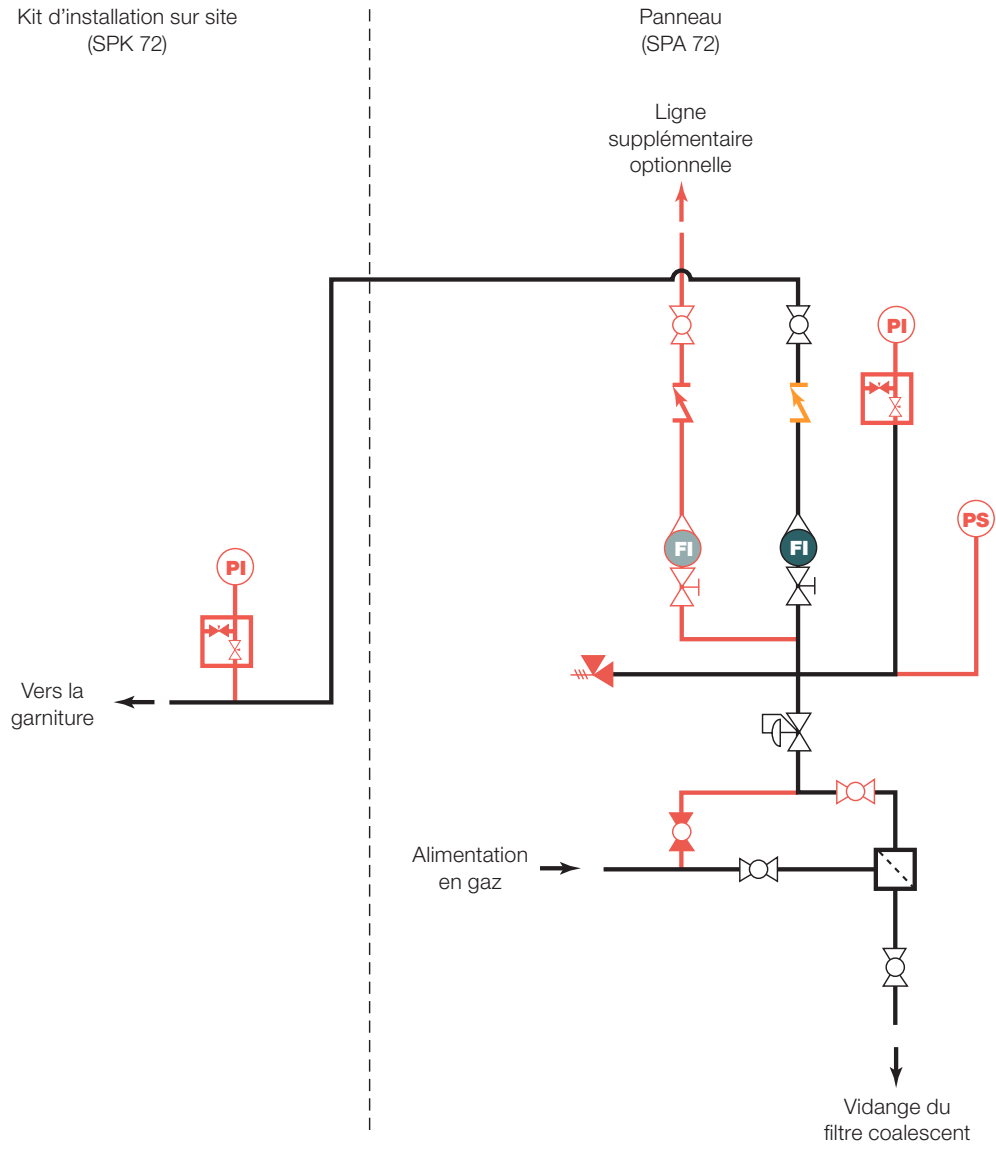 Kit d’installation sur site
(SPK 72)
Panneau
(SPA 72)
Ligne
supplémentaire
optionnelle
PI
PS
FI
FI
PI
Vers la
garniture
Alimentation
en gaz
Vidange du
filtre coalescent